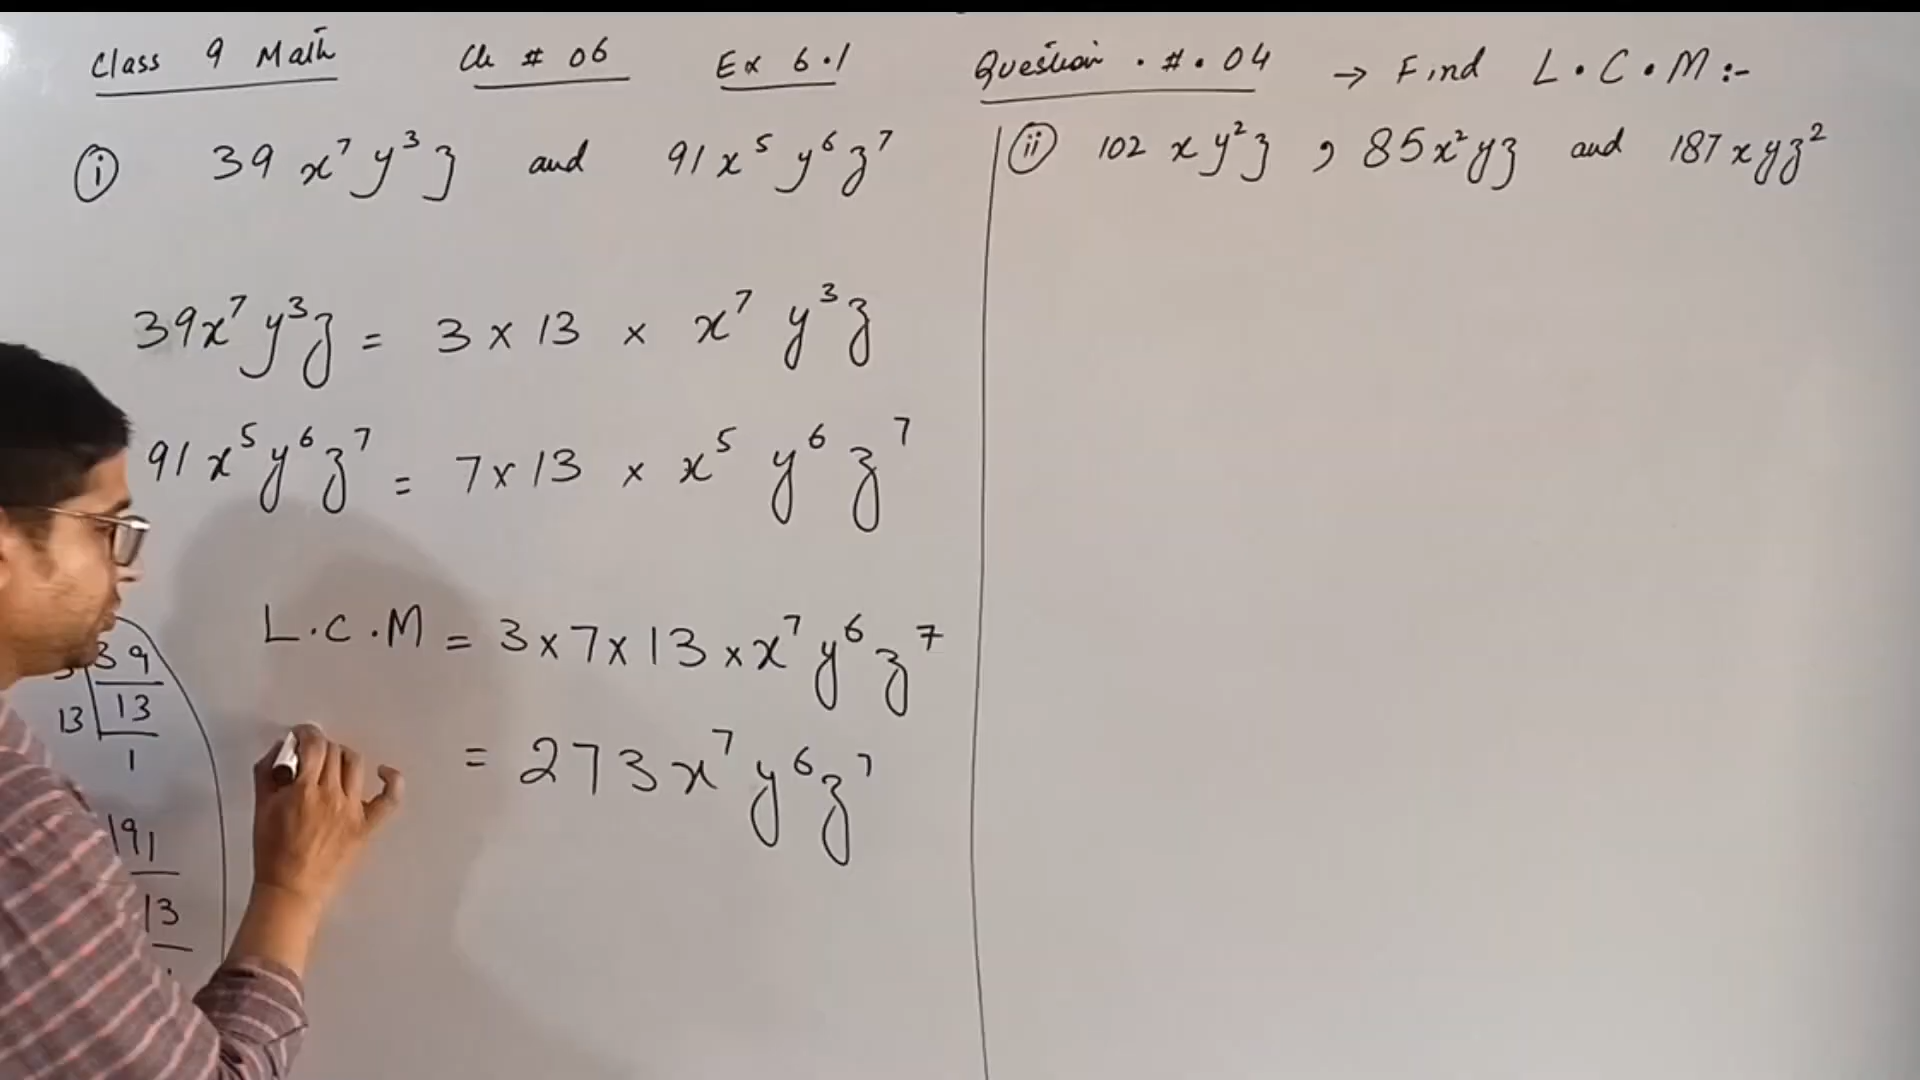 Class 9 Math Ch # 06 Ex 6.1 Question . # . 04 → Find L.C.M :-
(i) 39 x⁷ y³ z and 91 x⁵ y⁶ z⁷
(ii) 102 x y² z , 85 x² y z and 187 x y z²
39x⁷ y³ z = 3 × 13 × x⁷ y³ z
91 x⁵ y⁶ z⁷ = 7 × 13 × x⁵ y⁶ z⁷
L.C.M = 3 × 7 × 13 × x⁷ y⁶ z⁷
= 273 x⁷ y⁶ z⁷
3 39
13 13
1
91
13